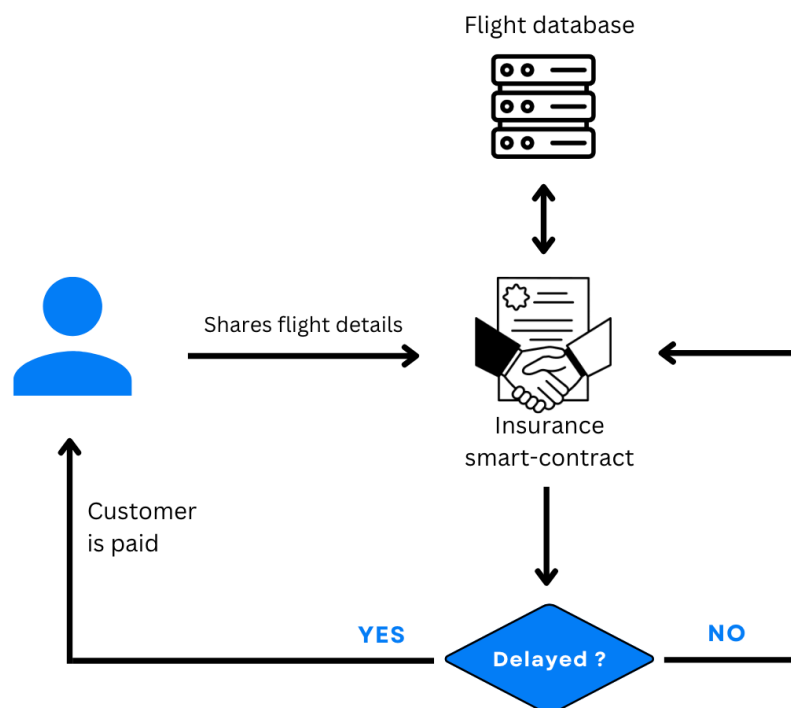 Flight database
Shares flight details
Insurance
smart-contract
Customer
is paid
YES
NO
Delayed ?